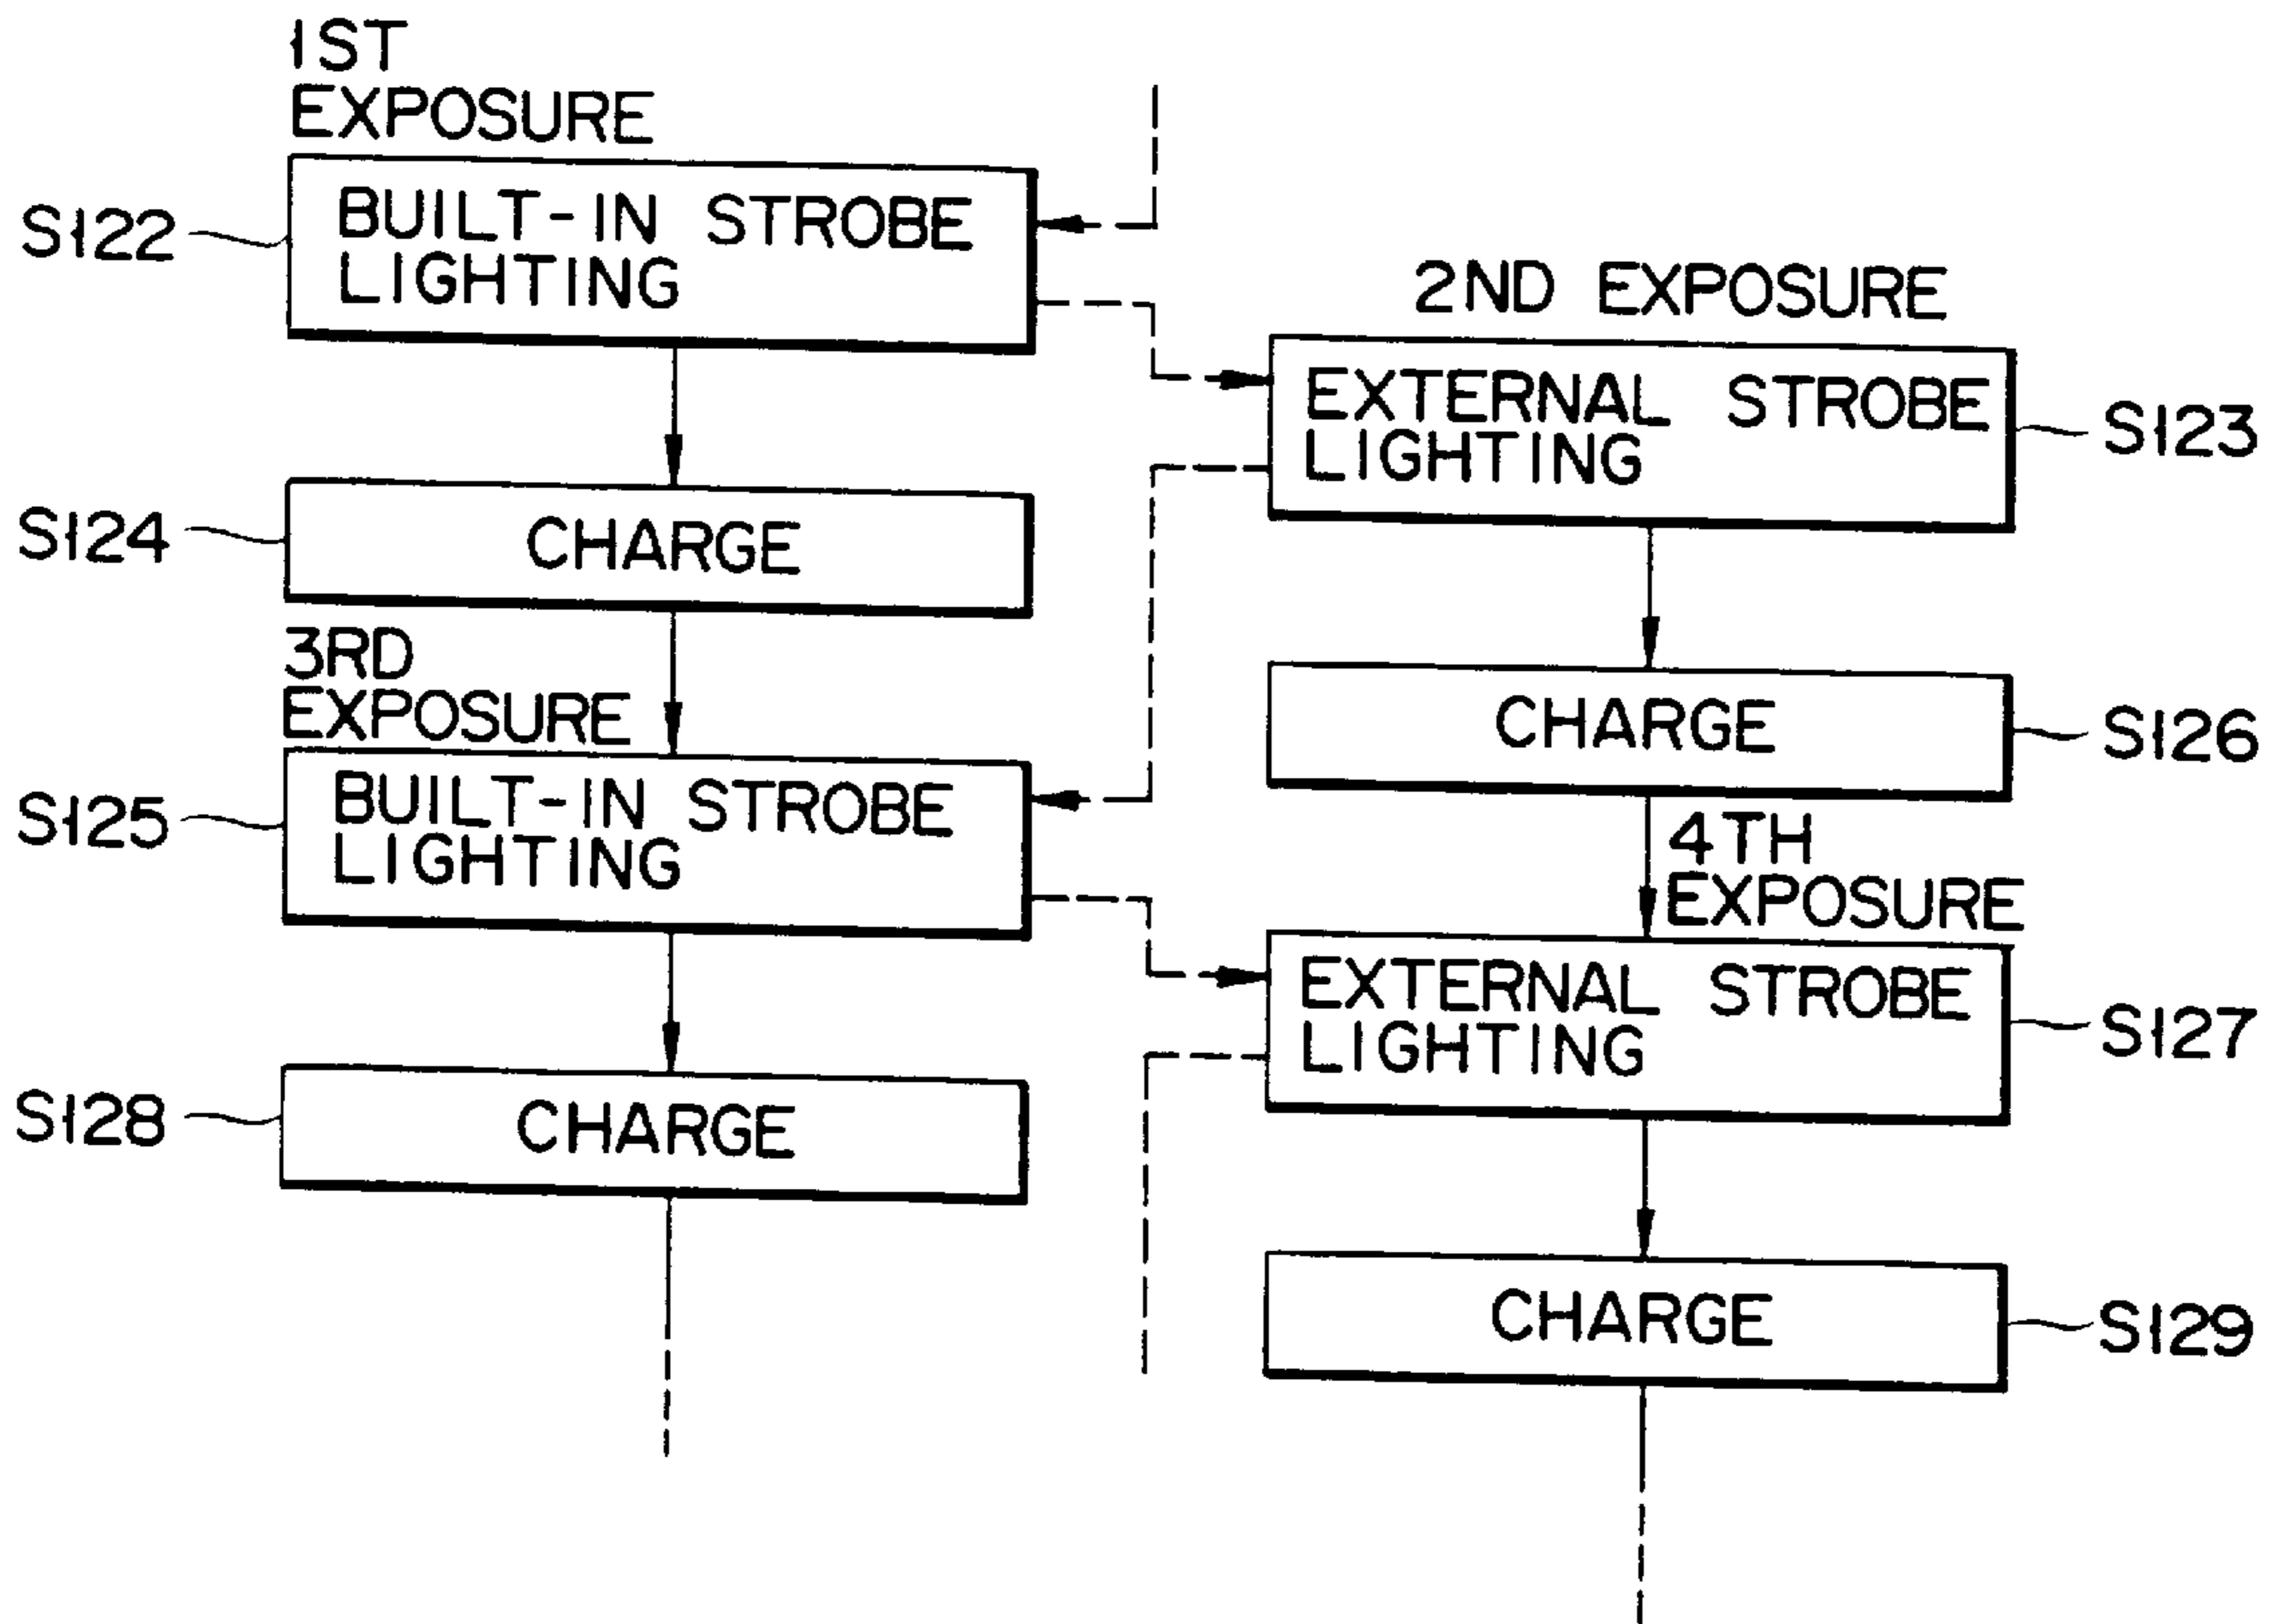 1ST
EXPOSURE
S122
BUILT-IN STROBE
LIGHTING
2ND EXPOSURE
EXTERNAL STROBE
LIGHTING
S123
S124
CHARGE
3RD
EXPOSURE
CHARGE
S126
S125
BUILT-IN STROBE
LIGHTING
4TH
EXPOSURE
EXTERNAL STROBE
LIGHTING
S127
S128
CHARGE
CHARGE
S129